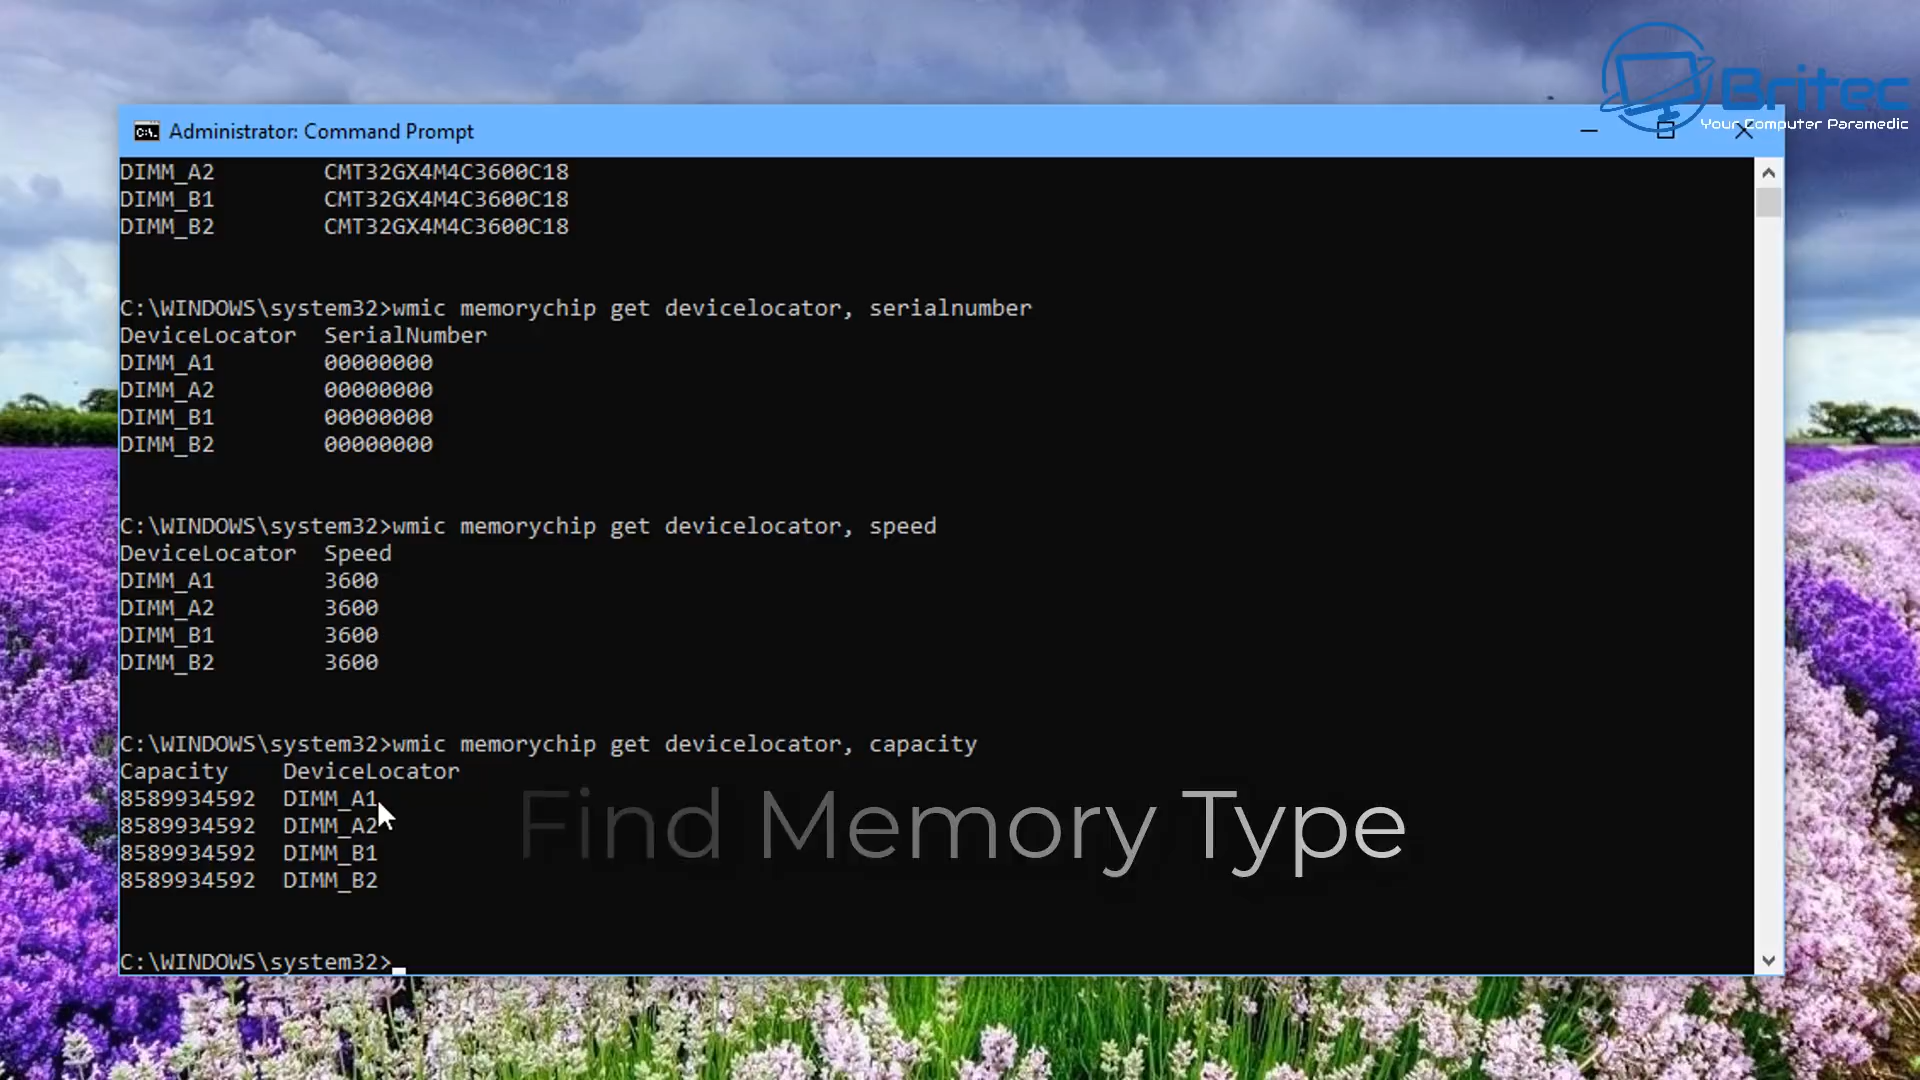 Britec
Your Computer Paramedic
Administrator: Command Prompt
DIMM_A2 CMT32GX4M4C3600C18
DIMM_B1 CMT32GX4M4C3600C18
DIMM_B2 CMT32GX4M4C3600C18
C:\WINDOWS\system32>wmic memorychip get devicelocator, serialnumber
DeviceLocator SerialNumber
DIMM_A1 00000000
DIMM_A2 00000000
DIMM_B1 00000000
DIMM_B2 00000000
C:\WINDOWS\system32>wmic memorychip get devicelocator, speed
DeviceLocator Speed
DIMM_A1 3600
DIMM_A2 3600
DIMM_B1 3600
DIMM_B2 3600
C:\WINDOWS\system32>wmic memorychip get devicelocator, capacity
Capacity DeviceLocator
8589934592 DIMM_A1
8589934592 DIMM_A2
8589934592 DIMM_B1
8589934592 DIMM_B2
Find Memory Type
C:\WINDOWS\system32>